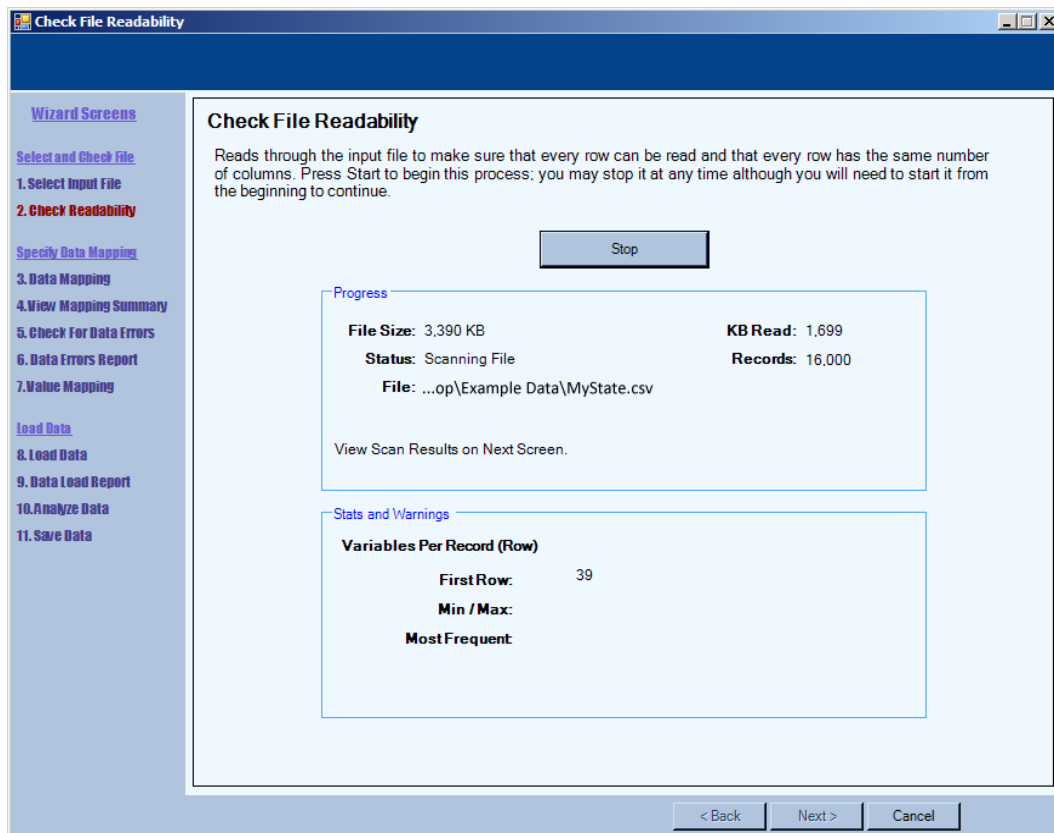 Check File Readability
Wizard Screens
Select and Check File
1. Select Input File
2. Check Readability
Specify Data Mapping
3. Data Mapping
4.View Mapping Summary
5. Check For Data Errors
6. Data Errors Report
7.Value Mapping
Load Data
8. Load Data
9. Data Load Report
10.Analyze Data
11. Save Data
Check File Readability
Reads through the input file to make sure that every row can be read and that every row has the same number
of columns. Press Start to begin this process; you may stop it at any time although you will need to start it from
the beginning to continue.
Stop
Progress
File Size: 3,390 KB KB Read: 1,699
Status: Scanning File Records: 16,000
File: ...op\Example Data\MyState.csv
View Scan Results on Next Screen.
Stats and Warnings
Variables Per Record (Row)
First Row: 39
Min / Max:
Most Frequent
< Back Next > Cancel